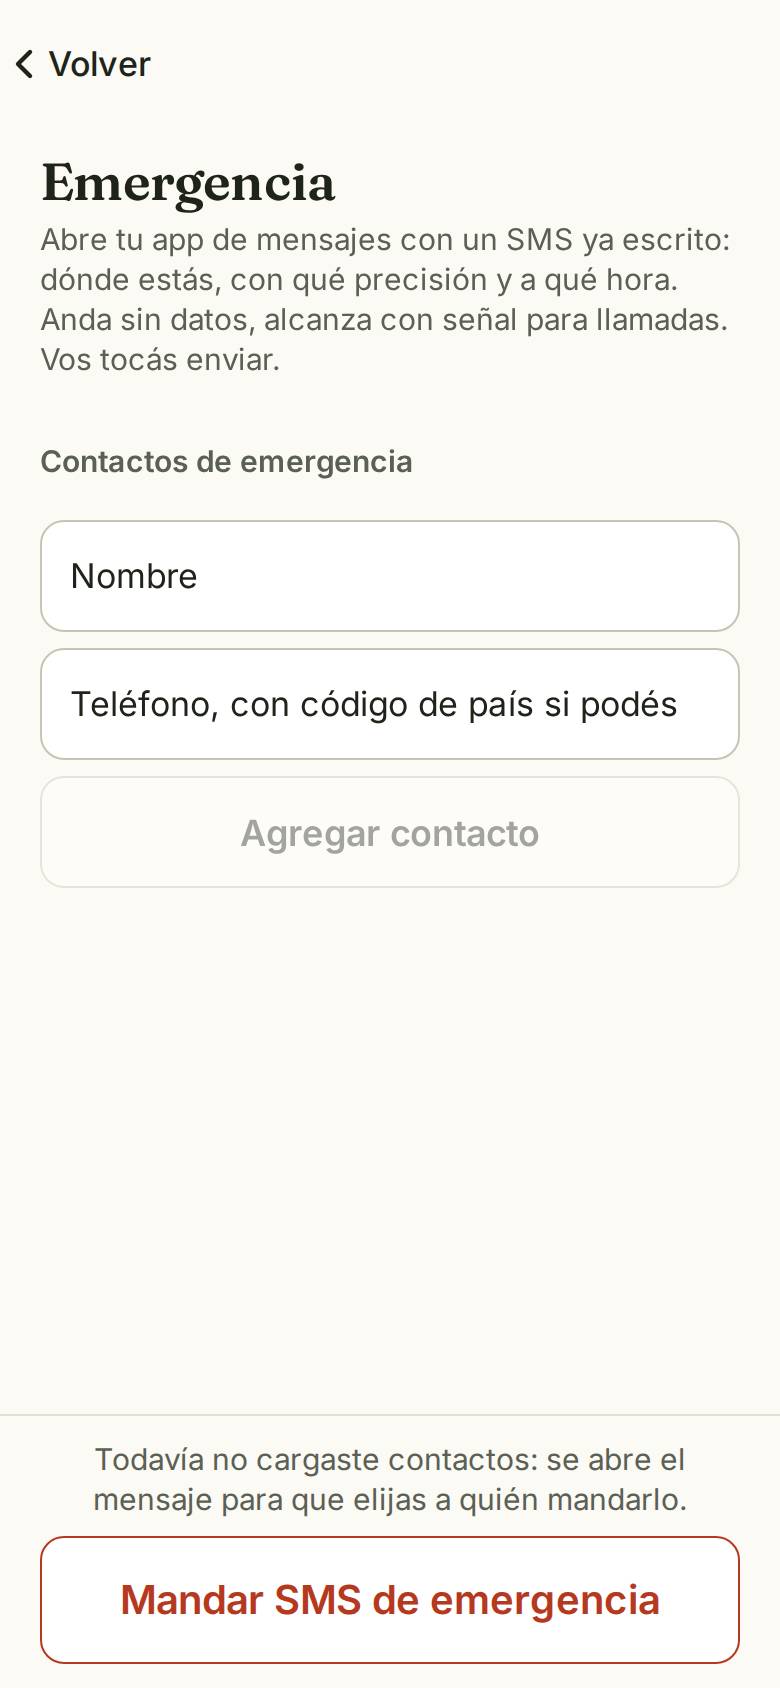 Volver
Emergencia
Abre tu app de mensajes con un SMS ya escrito:
dónde estás, con qué precisión y a qué hora.
Anda sin datos, alcanza con señal para llamadas.
Vos tocás enviar.
Contactos de emergencia
Nombre
Teléfono, con código de país si podés
Agregar contacto
Todavía no cargaste contactos: se abre el
mensaje para que elijas a quién mandarlo.
Mandar SMS de emergencia